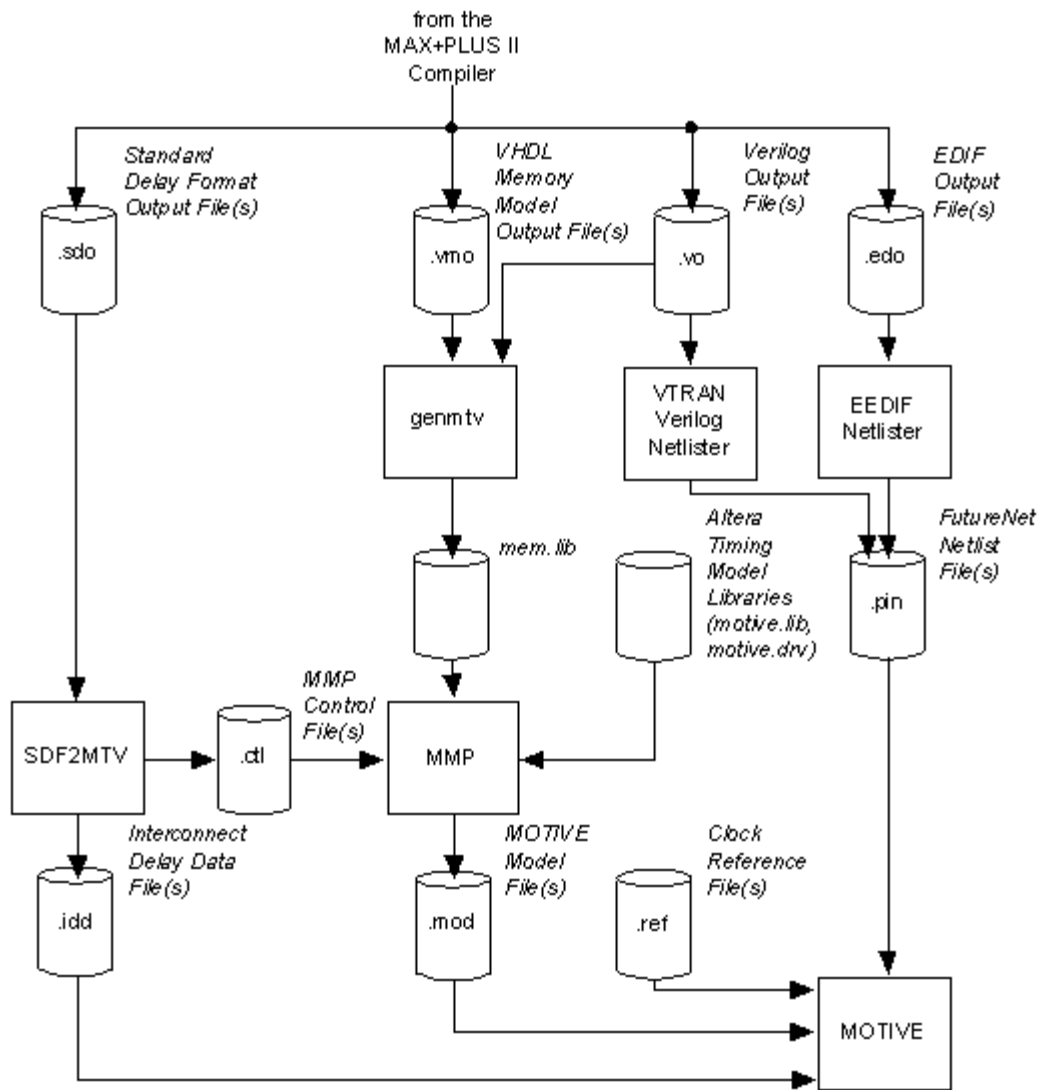 from the
MAX+PLUS II
Compiler
Standard
Delay Format
Output File(s)
VHDL
Memory
Model
Output File(s)
Verilog
Output
File(s)
EDIF
Output
File(s)
.sdo
.vmo
.vo
.edo
genmtv
VTRAN
Verilog
Netlister
EEDIF
Netlister
mem.lib
Altera
Timing
Model
Libraries
(motive.lib,
motive.drv)
FutureNet
Netlist
File(s)
.pin
MMP
Control
File(s)
SDF2MTV
.ctl
MMP
Interconnect
Delay Data
File(s)
MOTIVE
Model
File(s)
Clock
Reference
File(s)
.idd
.mod
.ref
MOTIVE